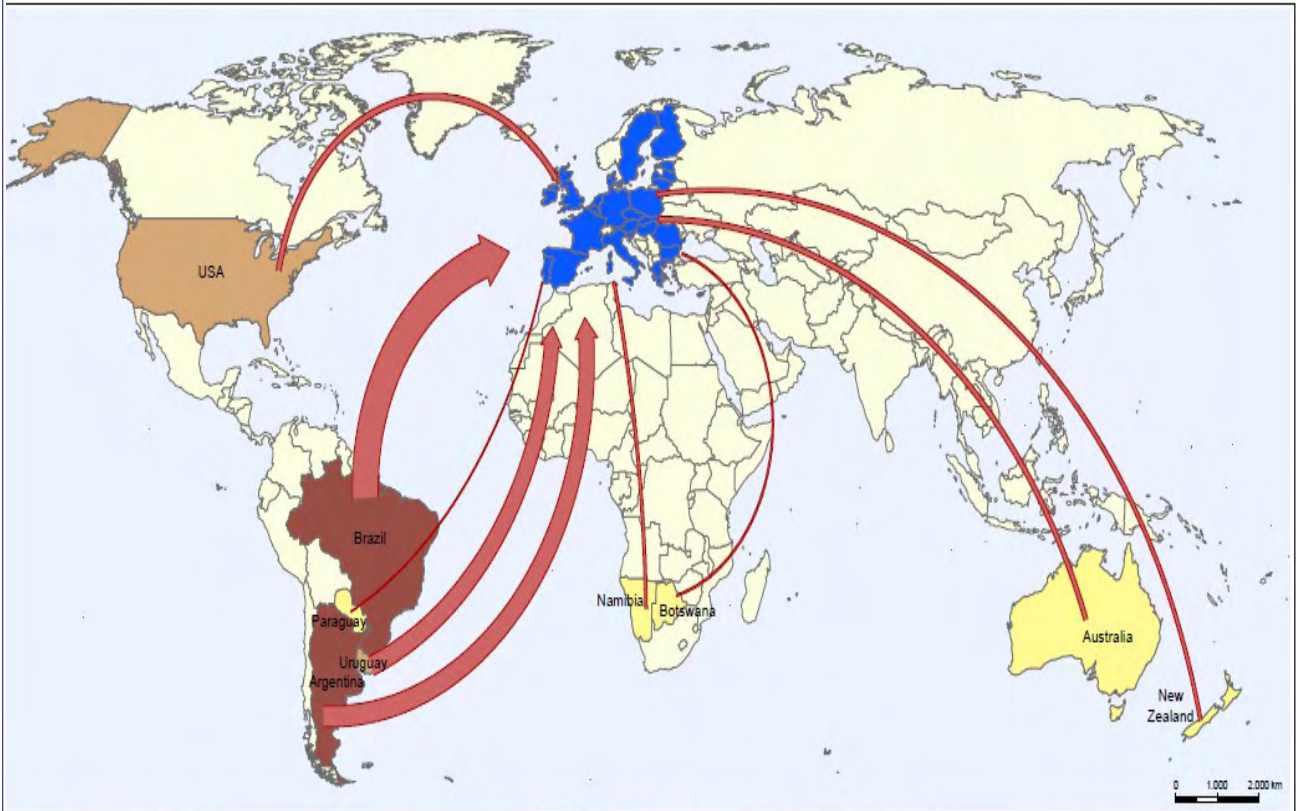 USA
Brazil
Namibia
Botswana
Paraguay
Australia
Uruguay
Argentina
New
Zealand
0 1.000 2.000 km